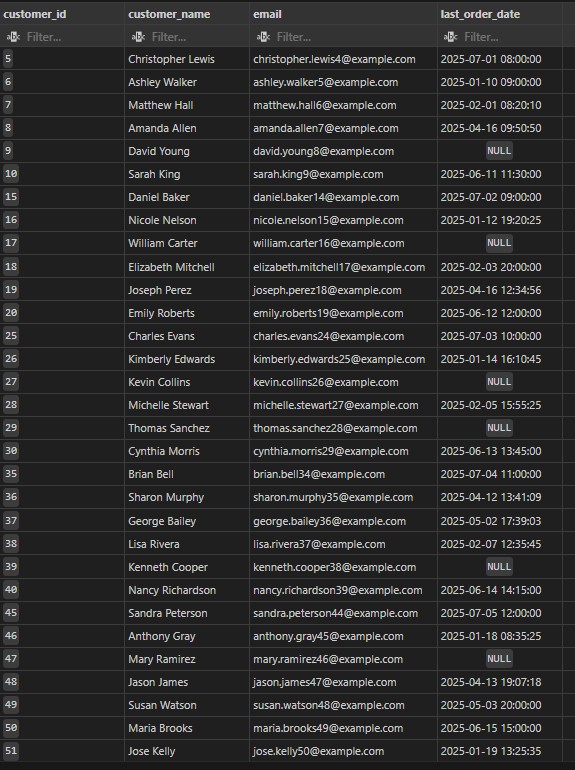 customer_id customer_name email last_order_date
Filter... Filter... Filter... Filter...
5 Christopher Lewis christopher.lewis4@example.com 2025-07-01 08:00:00
6 Ashley Walker ashley.walker5@example.com 2025-01-10 09:00:00
7 Matthew Hall matthew.hall6@example.com 2025-02-01 08:20:10
8 Amanda Allen amanda.allen7@example.com 2025-04-16 09:50:50
9 David Young david.young8@example.com NULL
10 Sarah King sarah.king9@example.com 2025-06-11 11:30:00
15 Daniel Baker daniel.baker14@example.com 2025-07-02 09:00:00
16 Nicole Nelson nicole.nelson15@example.com 2025-01-12 19:20:25
17 William Carter william.carter16@example.com NULL
18 Elizabeth Mitchell elizabeth.mitchell17@example.com 2025-02-03 20:00:00
19 Joseph Perez joseph.perez18@example.com 2025-04-16 12:34:56
20 Emily Roberts emily.roberts19@example.com 2025-06-12 12:00:00
25 Charles Evans charles.evans24@example.com 2025-07-03 10:00:00
26 Kimberly Edwards kimberly.edwards25@example.com 2025-01-14 16:10:45
27 Kevin Collins kevin.collins26@example.com NULL
28 Michelle Stewart michelle.stewart27@example.com 2025-02-05 15:55:25
29 Thomas Sanchez thomas.sanchez28@example.com NULL
30 Cynthia Morris cynthia.morris29@example.com 2025-06-13 13:45:00
35 Brian Bell brian.bell34@example.com 2025-07-04 11:00:00
36 Sharon Murphy sharon.murphy35@example.com 2025-04-12 13:41:09
37 George Bailey george.bailey36@example.com 2025-05-02 17:39:03
38 Lisa Rivera lisa.rivera37@example.com 2025-02-07 12:35:45
39 Kenneth Cooper kenneth.cooper38@example.com NULL
40 Nancy Richardson nancy.richardson39@example.com 2025-06-14 14:15:00
45 Sandra Peterson sandra.peterson44@example.com 2025-07-05 12:00:00
46 Anthony Gray anthony.gray45@example.com 2025-01-18 08:35:25
47 Mary Ramirez mary.ramirez46@example.com NULL
48 Jason James jason.james47@example.com 2025-04-13 19:07:18
49 Susan Watson susan.watson48@example.com 2025-05-03 20:00:00
50 Maria Brooks maria.brooks49@example.com 2025-06-15 15:00:00
51 Jose Kelly jose.kelly50@example.com 2025-01-19 13:25:35